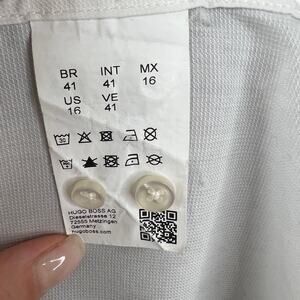 BR INT MX
41 41 16
US VE
16 41
HUGO BOSS AG
Dieselstrasse 12
72555 Metzingen
Germany
hugoboss.com